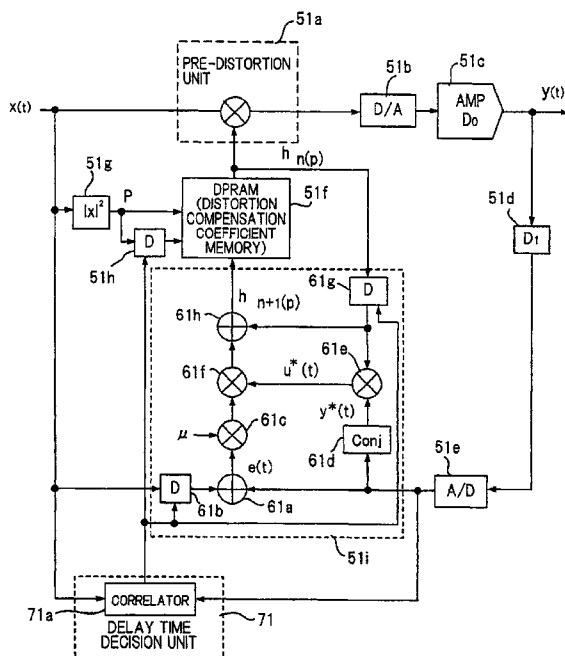 51a
PRE-DISTORTION
UNIT
51b
51c
x(t)
D/A
AMP
D0
y(t)
51g
h n(p)
|x|²
P
DPRAM
(DISTORTION
COMPENSATION
COEFFICIENT
MEMORY)
51f
51d
D1
D
51h
61g
D
h n+1(p)
61h
61e
u*(t)
61f
y*(t)
μ
61c
61d
Conj
51e
A/D
e(t)
D
61b
61a
51i
CORRELATOR
71a
71
DELAY TIME
DECISION UNIT